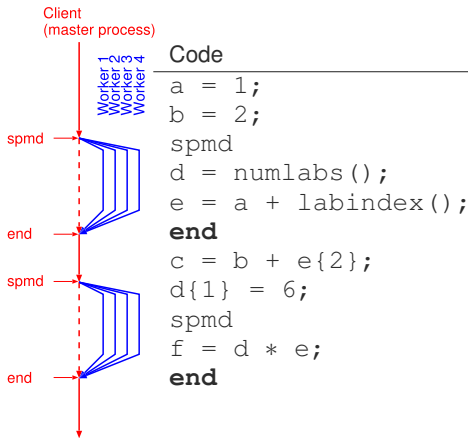 Client
(master process)
Worker 1
Worker 2
Worker 3
Worker 4
Code
a = 1;
b = 2;
spmd
spmd
d = numlabs();
e = a + labindex();
end
end
c = b + e{2};
spmd
d{1} = 6;
spmd
f = d * e;
end
end